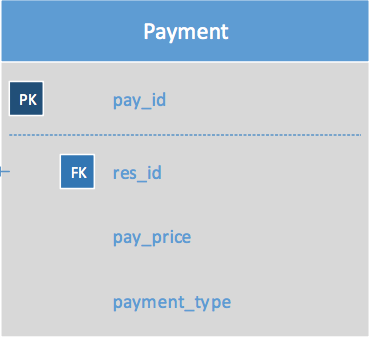 Payment
PK pay_id
FK res_id
pay_price
payment_type